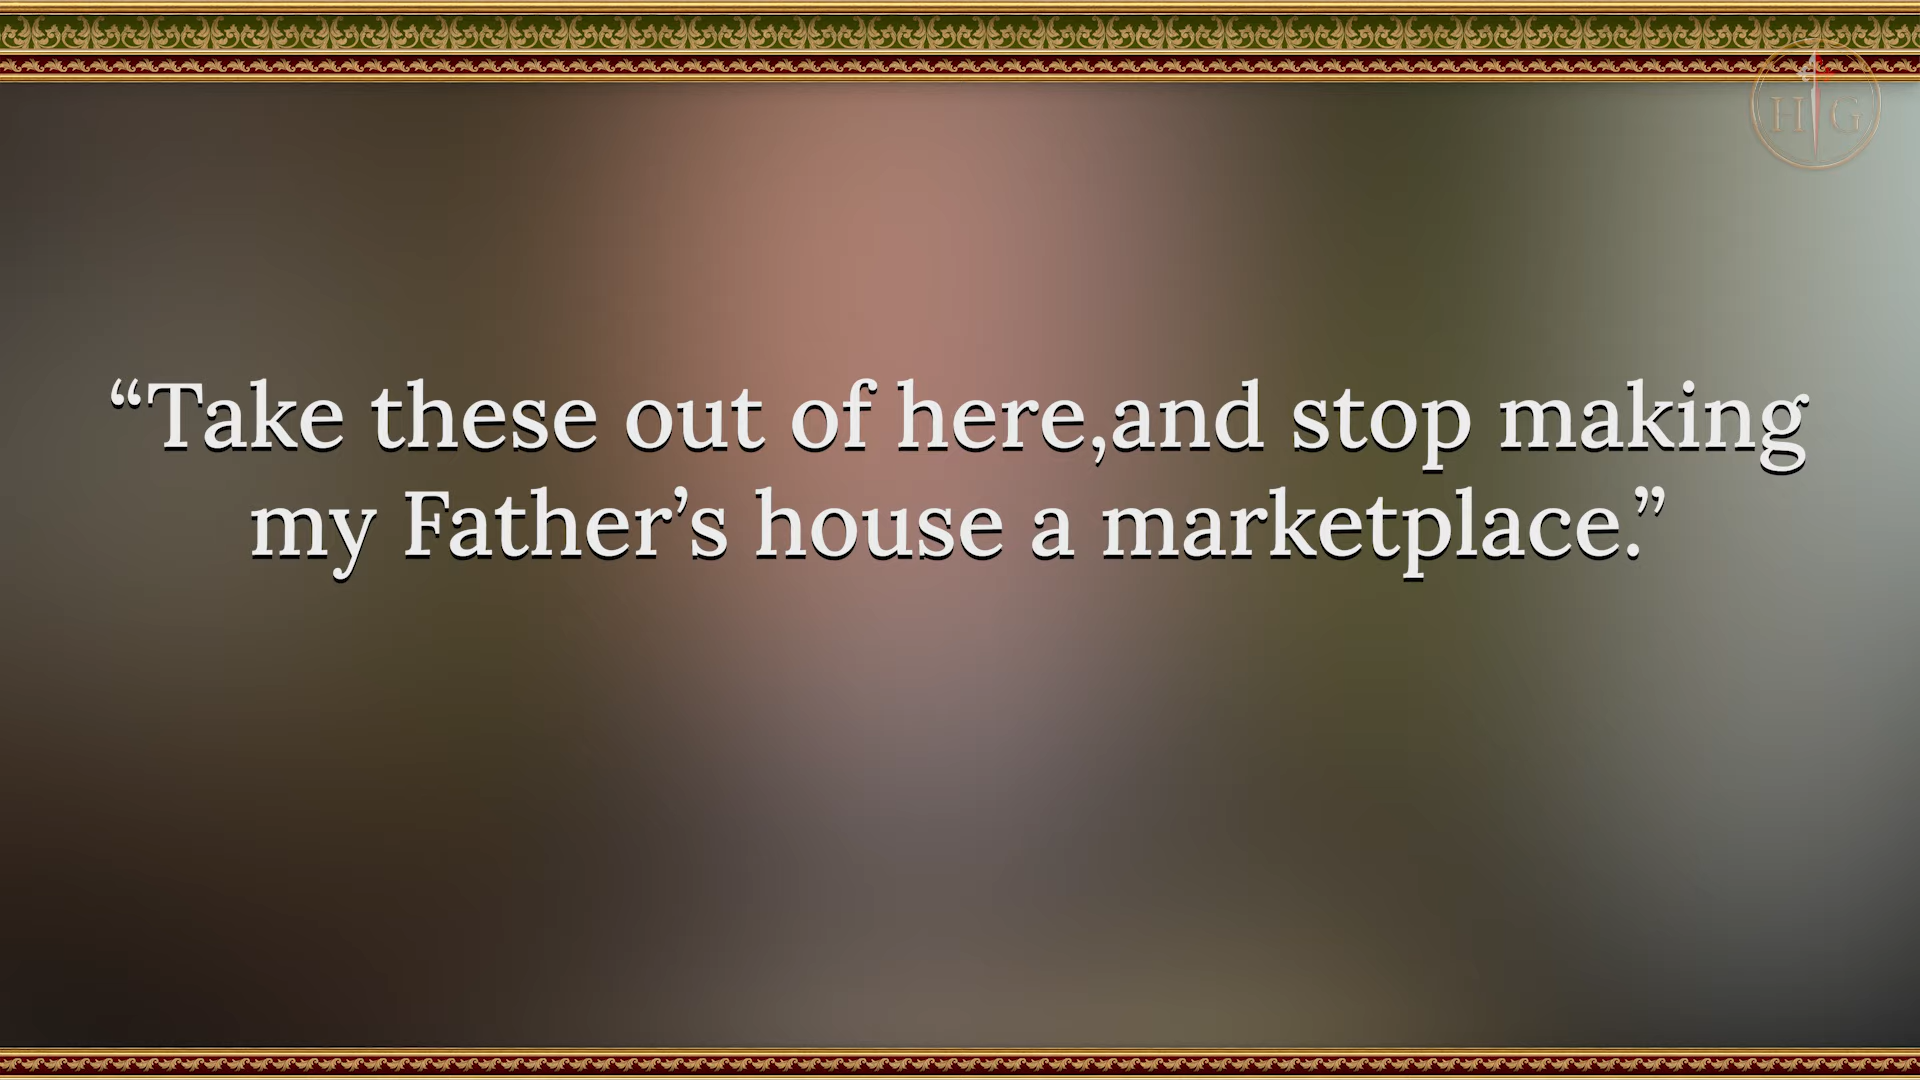 H G
“Take these out of here,and stop making
my Father’s house a marketplace.”